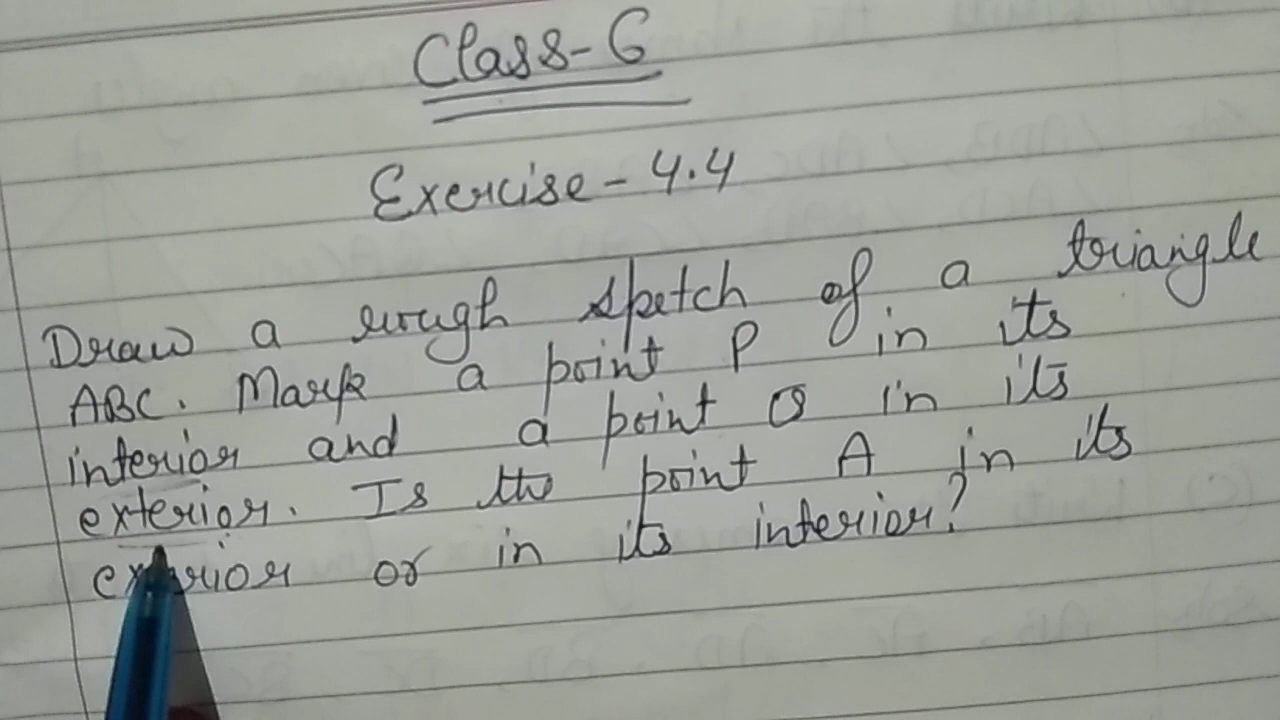 Class-6
Exercise-4.4
Draw a rough sketch of a triangle
ABC. Mark a point P in its
interior and a point Q in its
exterior. Is the point A in its
exterior or in its interior?